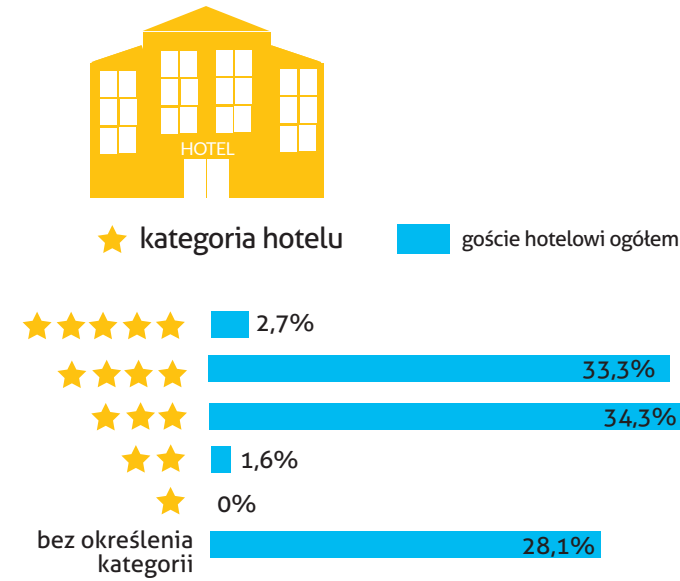 HOTEL
kategoria hotelu
goście hotelowi ogółem
2,7%
33,3%
34,3%
1,6%
0%
bez określenia
kategorii
28,1%